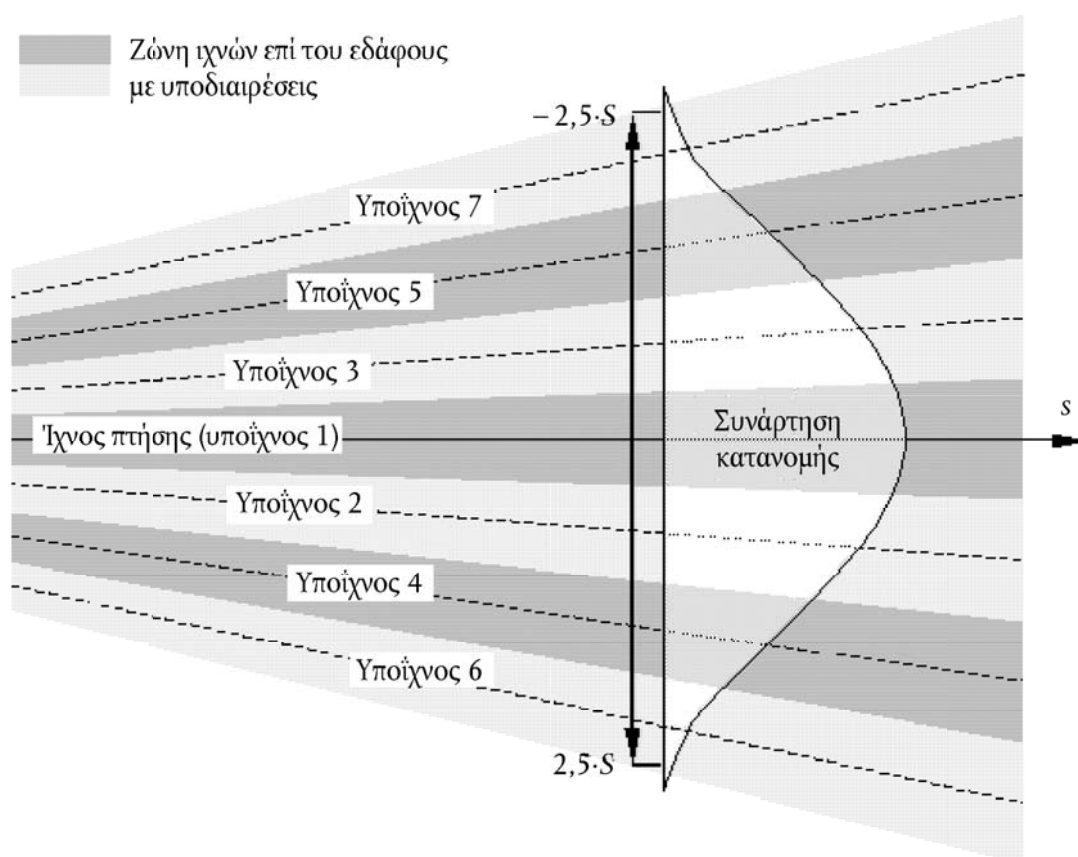 Ζώνη ιχνών επί του εδάφους
με υποδιαιρέσεις
– 2,5·S
Υποΐχνος 7
Υποΐχνος 5
Υποΐχνος 3
Ίχνος πτήσης (υποΐχνος 1)
Συνάρτηση
κατανομής
s
Υποΐχνος 2
Υποΐχνος 4
Υποΐχνος 6
2,5·S